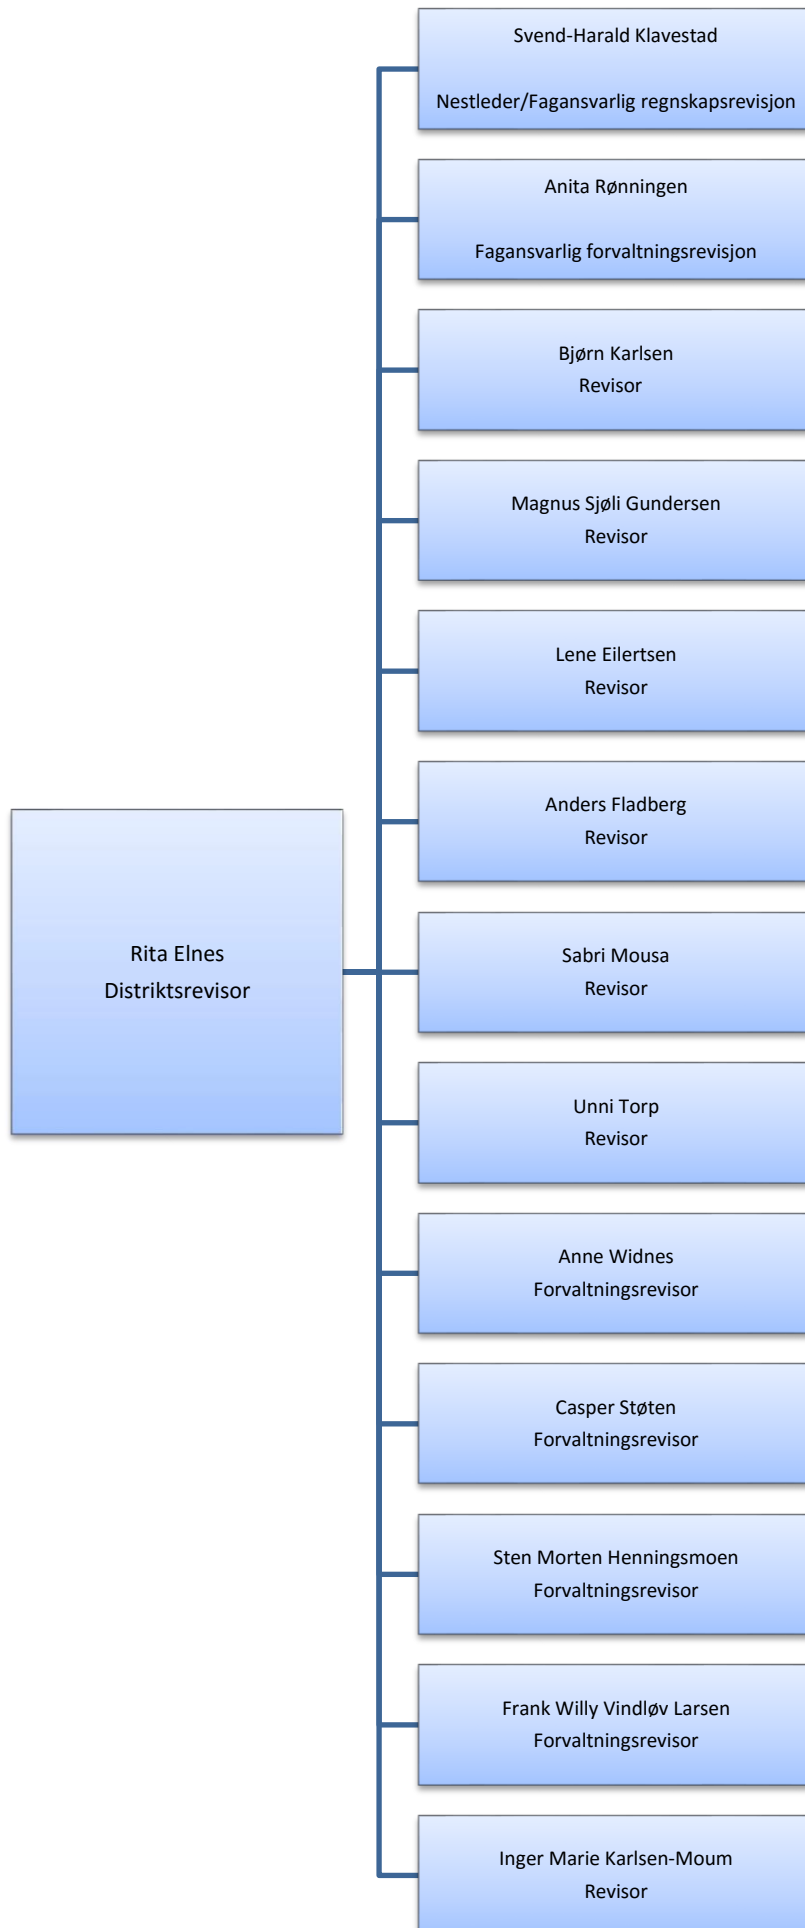 Svend-Harald Klavestad
Nestleder/Fagansvarlig regnskapsrevisjon
Anita Rønningen
Fagansvarlig forvaltningsrevisjon
Bjørn Karlsen
Revisor
Magnus Sjøli Gundersen
Revisor
Lene Eilertsen
Revisor
Anders Fladberg
Revisor
Rita Elnes
Distriktsrevisor
Sabri Mousa
Revisor
Unni Torp
Revisor
Anne Widnes
Forvaltningsrevisor
Casper Støten
Forvaltningsrevisor
Sten Morten Henningsmoen
Forvaltningsrevisor
Frank Willy Vindløv Larsen
Forvaltningsrevisor
Inger Marie Karlsen-Moum
Revisor